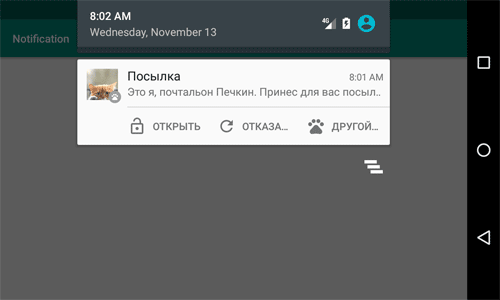 8:02 AM
Wednesday, November 13
4G
Notification
Посылка
8:01 AM
Это я, почтальон Печкин. Принес для вас посыл..
ОТКРЫТЬ
ОТКАЗА...
ДРУГОЙ...